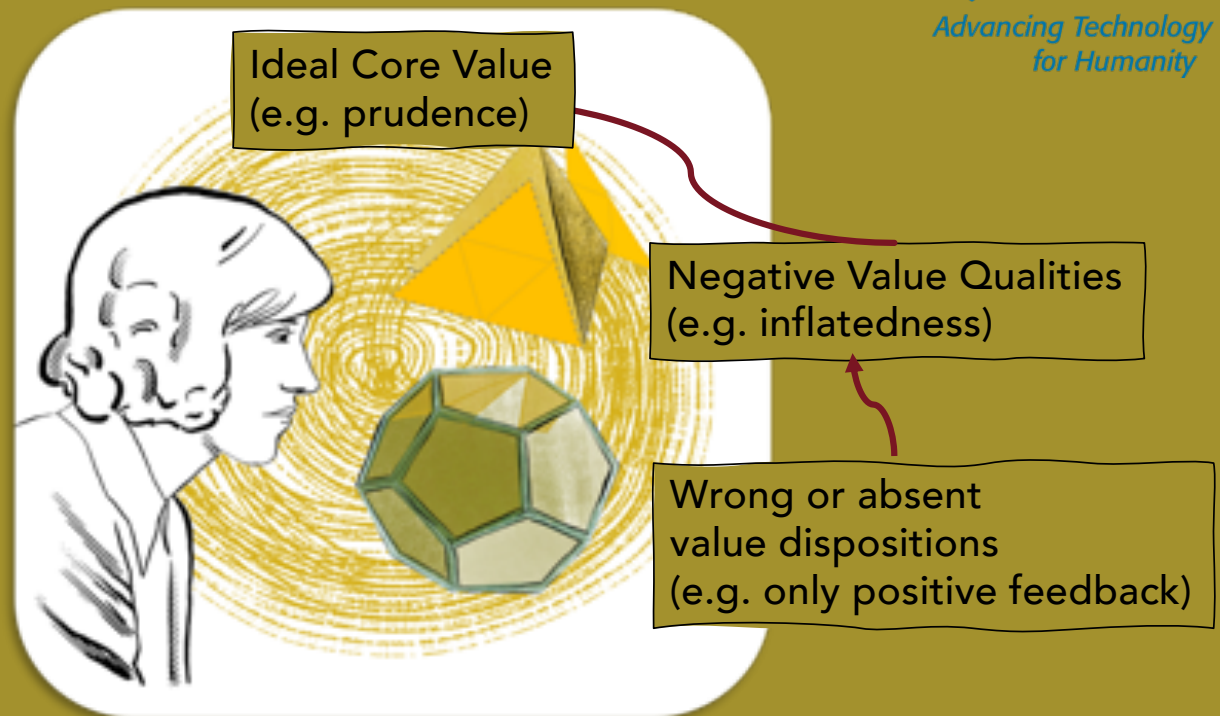 Advancing Technology
for Humanity
Ideal Core Value
(e.g. prudence)
Negative Value Qualities
(e.g. inflatedness)
Wrong or absent
value dispositions
(e.g. only positive feedback)